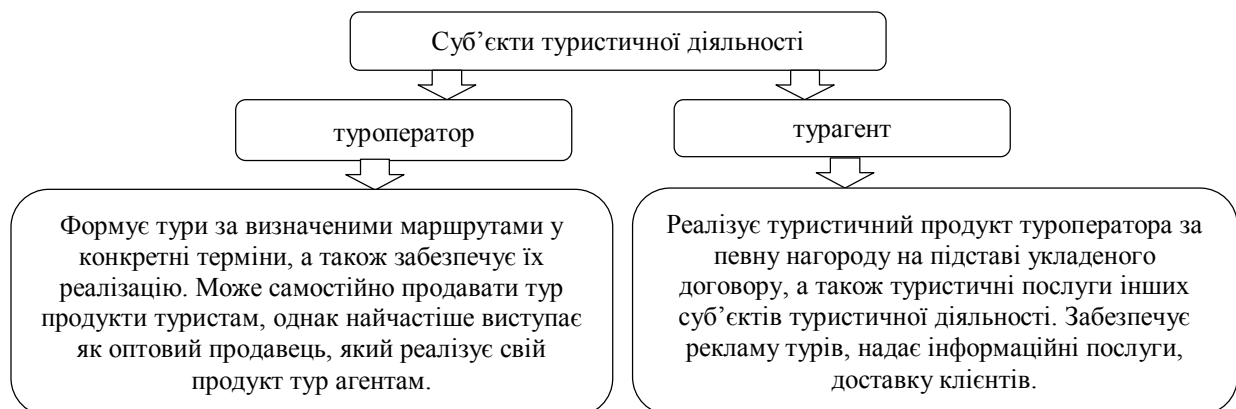 Суб’єкти туристичної діяльності
туроператор
турагент
Формує тури за визначеними маршрутами у
конкретні терміни, а також забезпечує їх
реалізацію. Може самостійно продавати тур
продукти туристам, однак найчастіше виступає
як оптовий продавець, який реалізує свій
продукт тур агентам.
Реалізує туристичний продукт туроператора за
певну нагороду на підставі укладеного
договору, а також туристичні послуги інших
суб’єктів туристичної діяльності. Забезпечує
рекламу турів, надає інформаційні послуги,
доставку клієнтів.